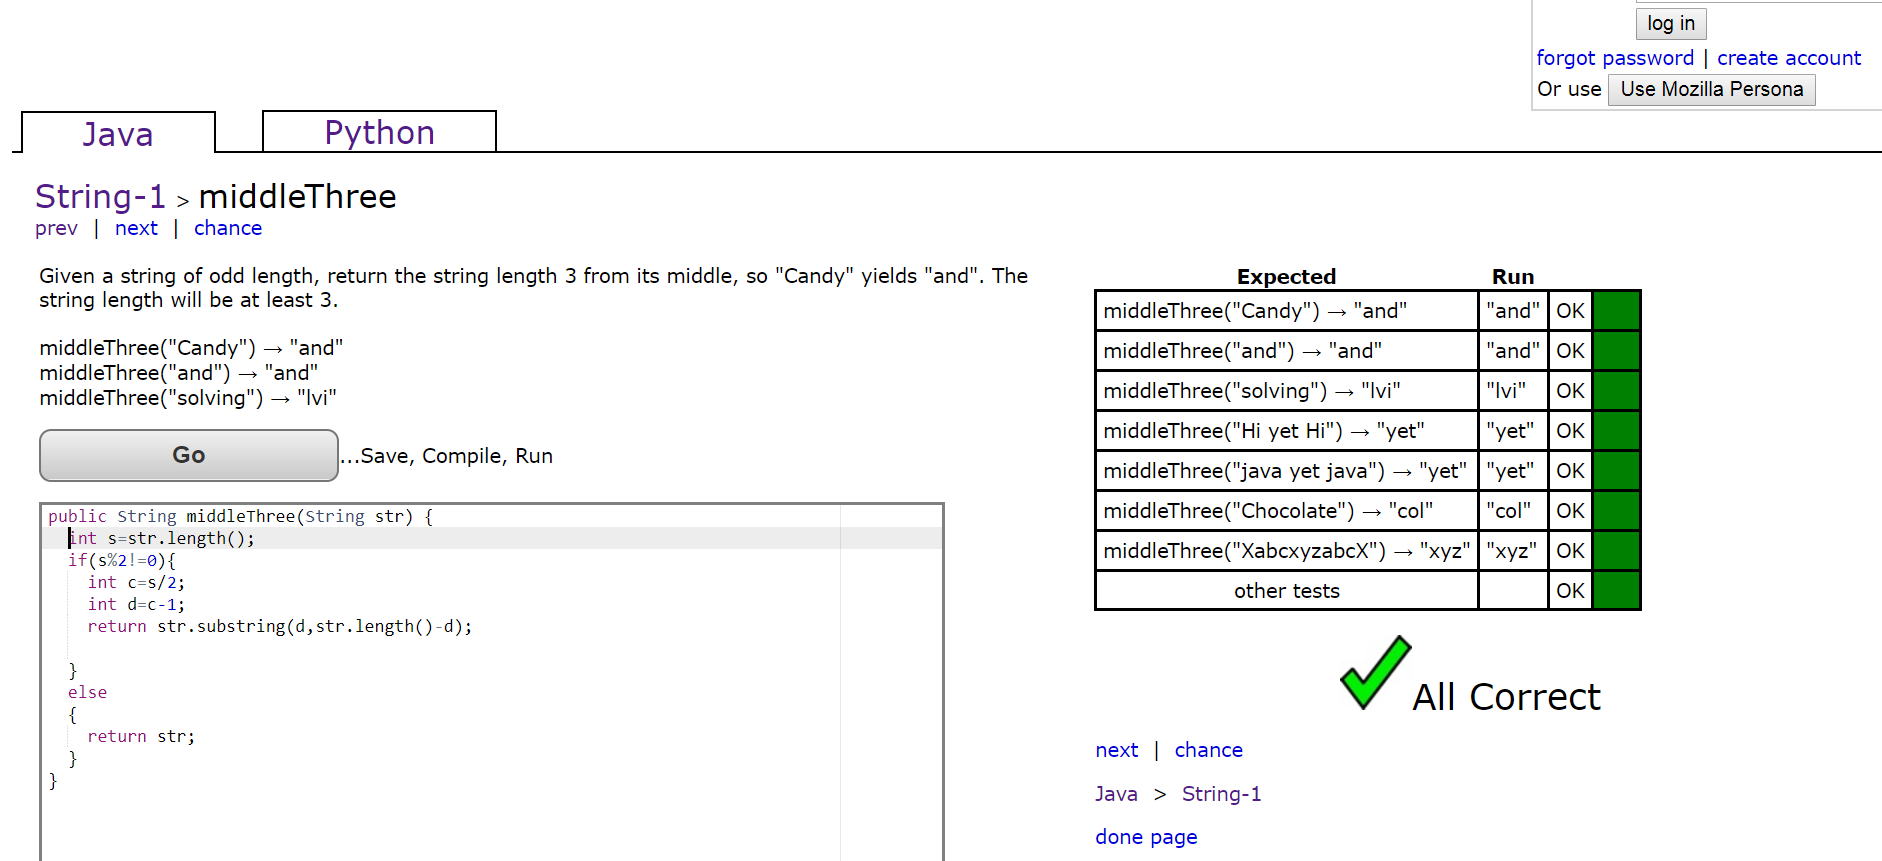 log in
forgot password | create account
Or use Use Mozilla Persona
Java Python
String-1 > middleThree
prev | next | chance
Given a string of odd length, return the string length 3 from its middle, so "Candy" yields "and". The
string length will be at least 3.
middleThree("Candy") → "and"
middleThree("and") → "and"
middleThree("solving") → "lvi"
Go ...Save, Compile, Run
public String middleThree(String str) {
int s=str.length();
if(s%2!=0){
int c=s/2;
int d=c-1;
return str.substring(d,str.length()-d);
}
else
{
return str;
}
}
Expected Run
middleThree("Candy") → "and" "and" OK
middleThree("and") → "and" "and" OK
middleThree("solving") → "lvi" "lvi" OK
middleThree("Hi yet Hi") → "yet" "yet" OK
middleThree("java yet java") → "yet" "yet" OK
middleThree("Chocolate") → "col" "col" OK
middleThree("XabcxyzabcX") → "xyz" "xyz" OK
other tests OK
All Correct
next | chance
Java > String-1
done page